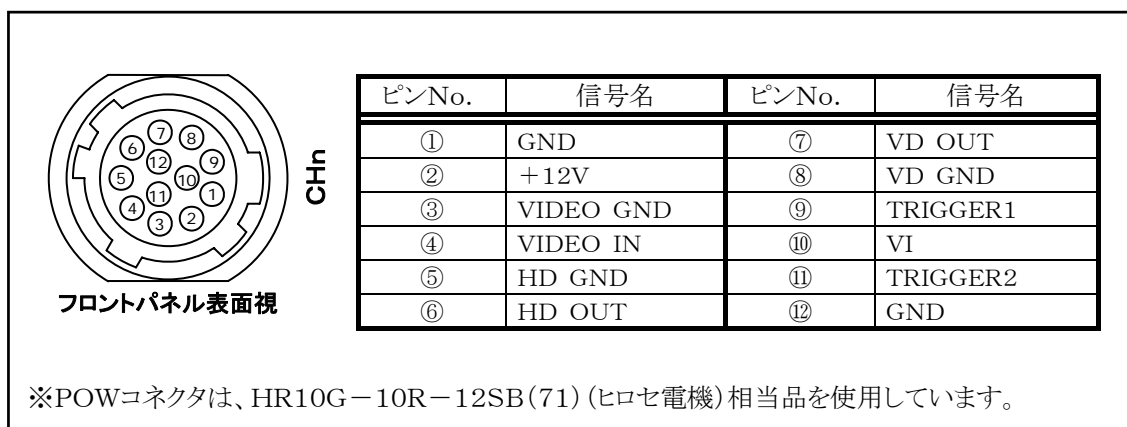 7 8
6 12 9
5 10
11 1
4 3 2
CHn
フロントパネル表面視
ピンNo. 信号名 ピンNo. 信号名
① GND ⑦ VD OUT
② ＋12V ⑧ VD GND
③ VIDEO GND ⑨ TRIGGER1
④ VIDEO IN ⑩ VI
⑤ HD GND ⑪ TRIGGER2
⑥ HD OUT ⑫ GND
※POWコネクタは、HR10G－10R－12SB(71)(ヒロセ電機)相当品を使用しています。